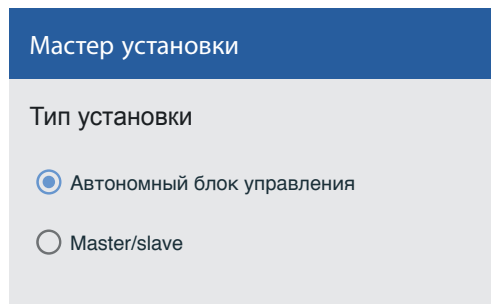 Мастер установки
Тип установки
Автономный блок управления
Master/slave